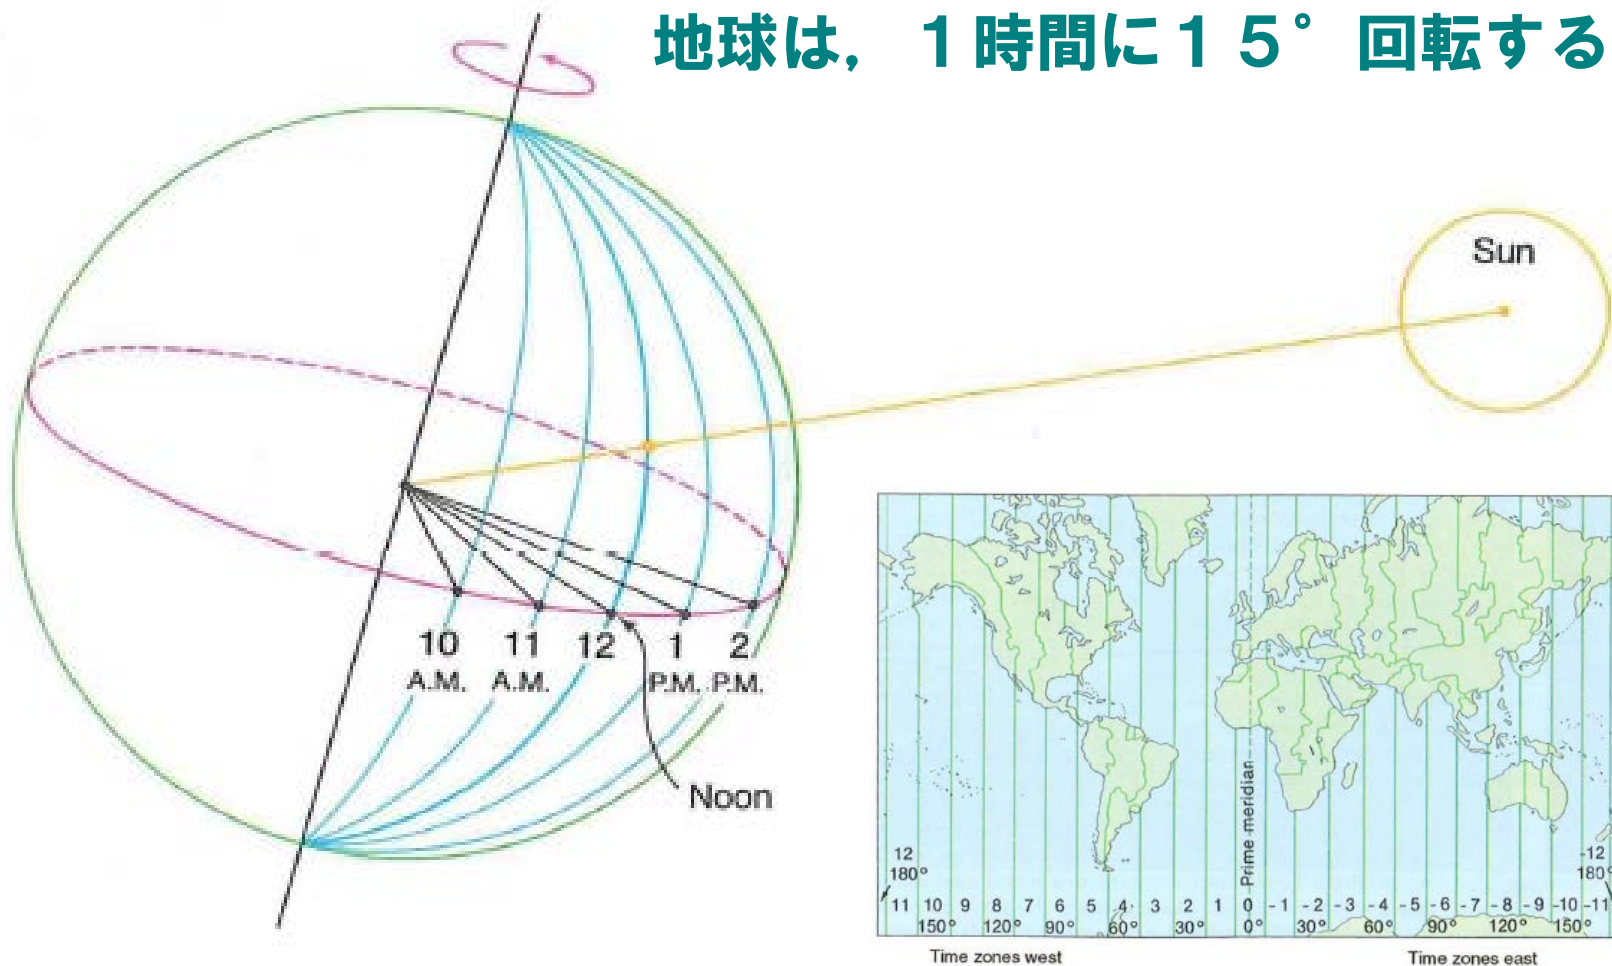 地球は，１時間に１５°回転する
Sun
10 11 12 1 2
A.M. A.M. P.M. P.M.
Noon
Prime meridian
12 -12
180° 180°
11 10 9 8 7 6 5 4 3 2 1 0 -1 -2 -3 -4 -5 -6 -7 -8 -9 -10 -11
150° 120° 90° 60° 30° 0° 30° 60° 90° 120° 150°
Time zones west Time zones east